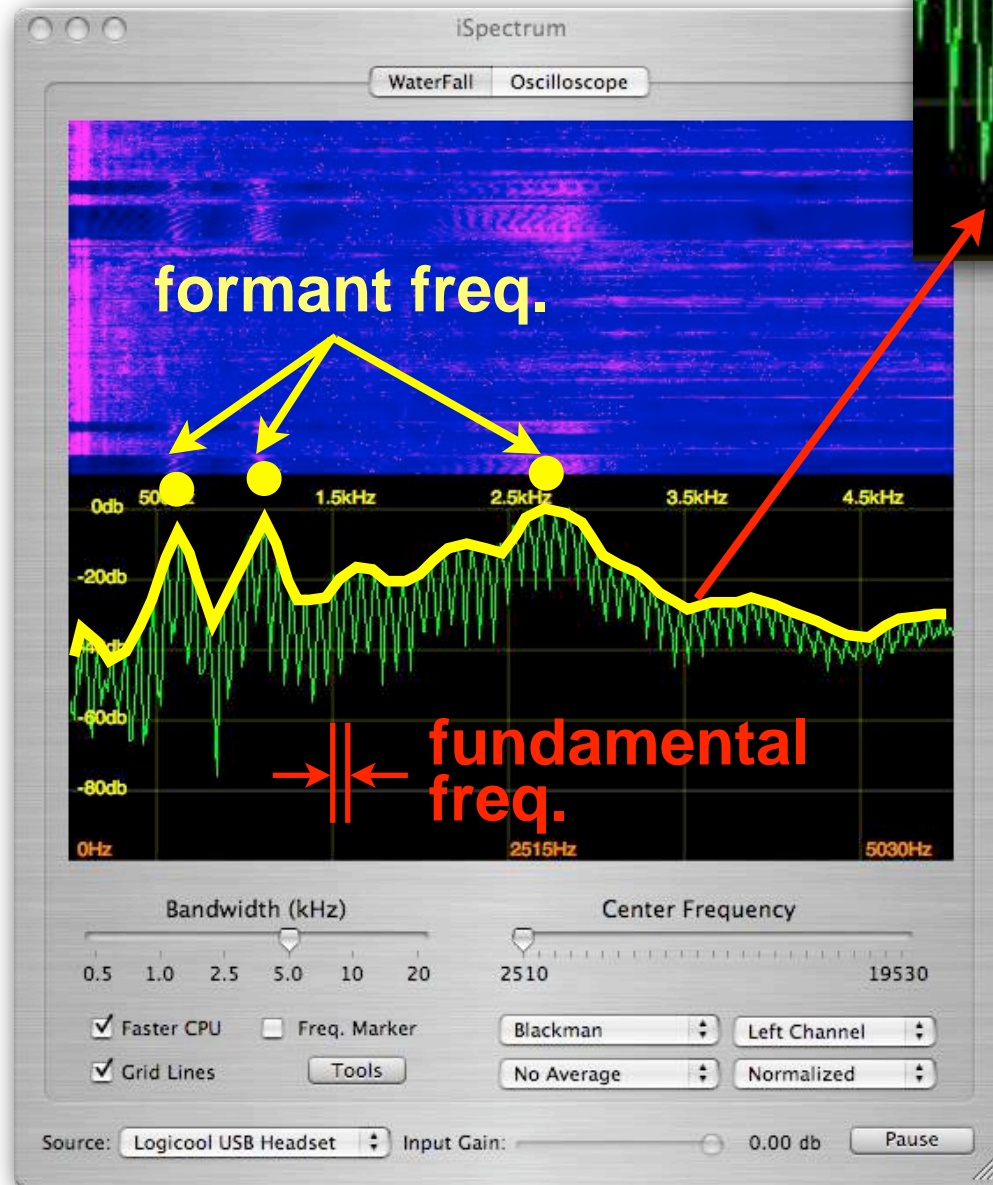 iSpectrum
WaterFall Oscilloscope
formant freq.
0db 1.5kHz 2.5kHz 3.5kHz 4.5kHz
-20db
-60db
fundamental
freq.
-80db
0Hz 2515Hz 5030Hz
Bandwidth (kHz) Center Frequency
0.5 1.0 2.5 5.0 10 20 2510 19530
Faster CPU Freq. Marker Blackman Left Channel
Grid Lines Tools No Average Normalized
Source: Logicool USB Headset Input Gain: 0.00 db Pause